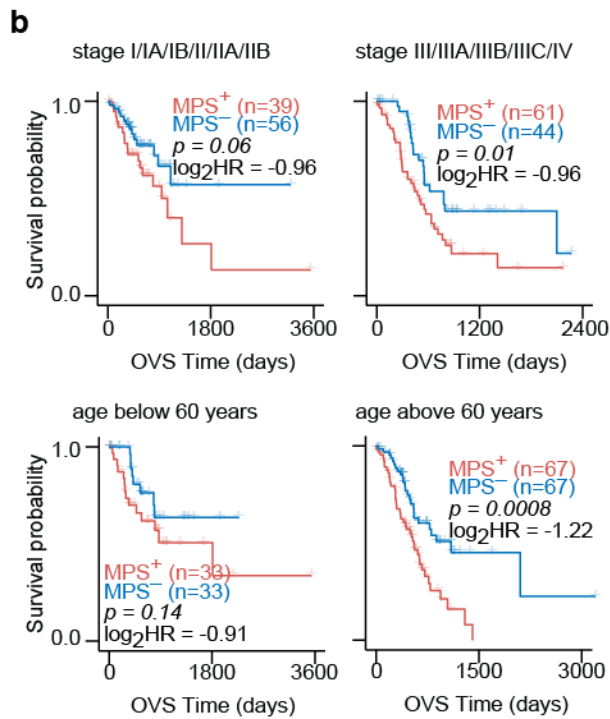 b
stage I/IA/IB/II/IIA/IIB
MPS⁺ (n=39)
MPS⁻ (n=56)
p = 0.06
log₂HR = -0.96
Survival probability
1.0
0.0
0 1800 3600
OVS Time (days)
stage III/IIIA/IIIB/IIIC/IV
MPS⁺ (n=61)
MPS⁻ (n=44)
p = 0.01
log₂HR = -0.96
0 1200 2400
OVS Time (days)
age below 60 years
Survival probability
1.0
0.0
MPS⁺ (n=33)
MPS⁻ (n=33)
p = 0.14
log₂HR = -0.91
0 1800 3600
OVS Time (days)
age above 60 years
MPS⁺ (n=67)
MPS⁻ (n=67)
p = 0.0008
log₂HR = -1.22
0 1500 3000
OVS Time (days)